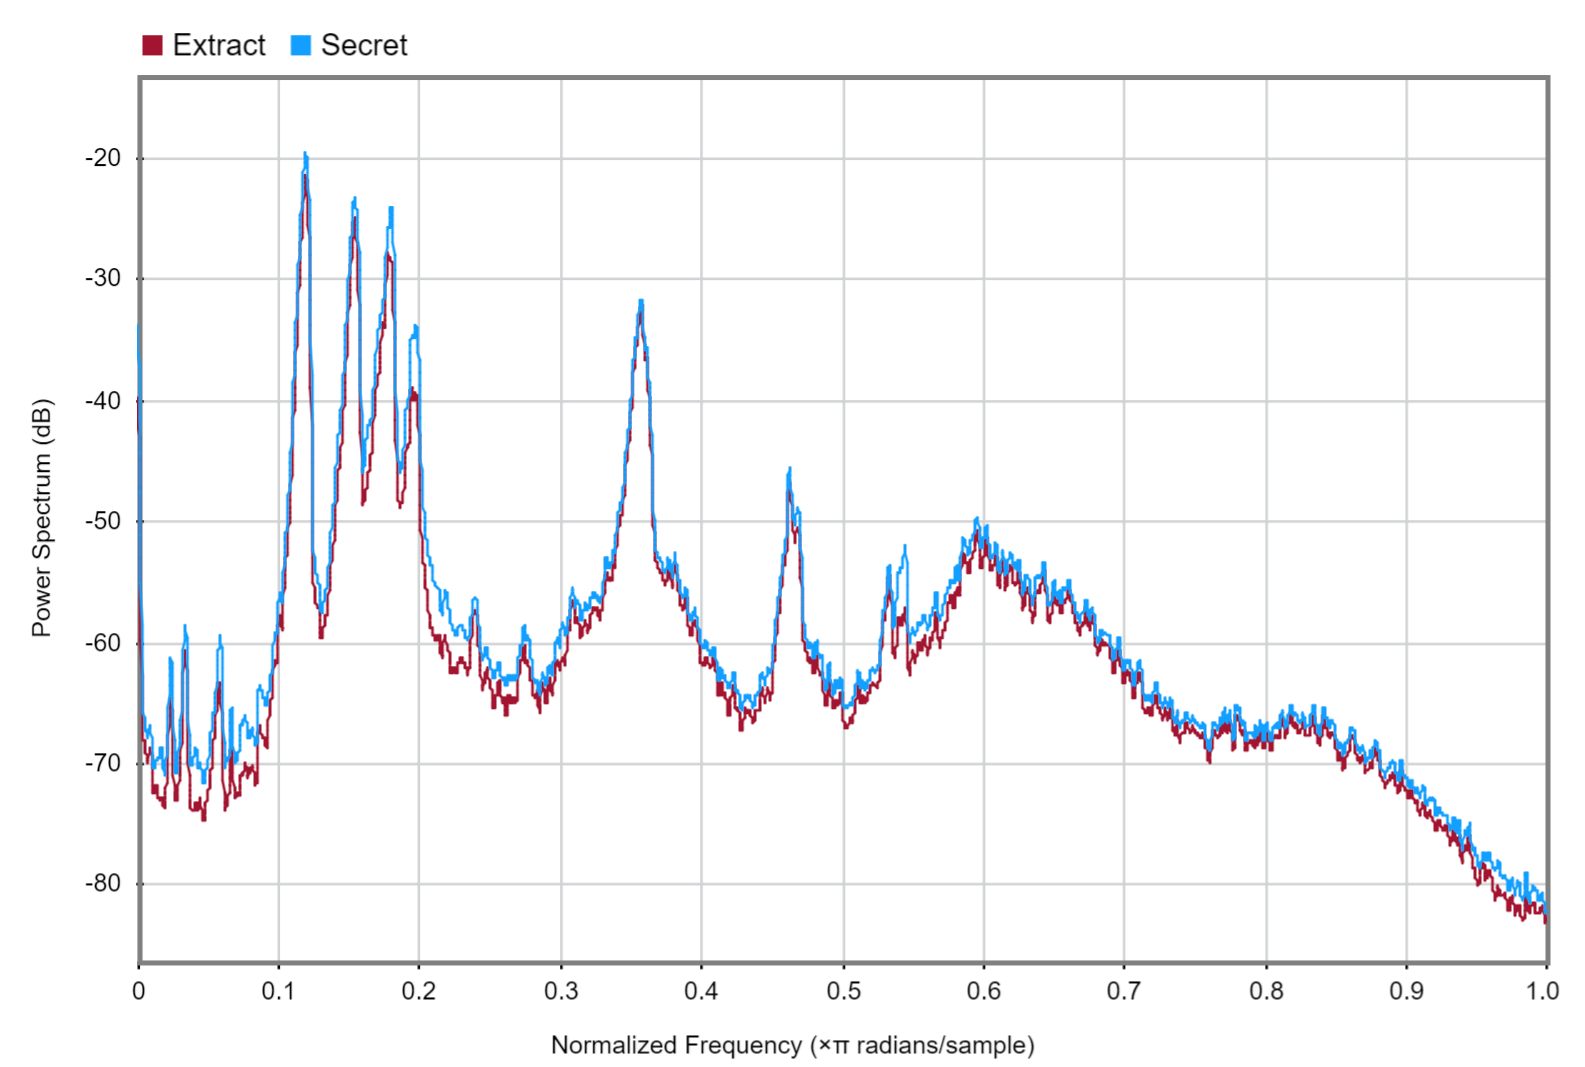 Extract Secret
-20
-30
-40
-50
-60
-70
-80
Power Spectrum (dB)
0 0.1 0.2 0.3 0.4 0.5 0.6 0.7 0.8 0.9 1.0
Normalized Frequency (×π radians/sample)